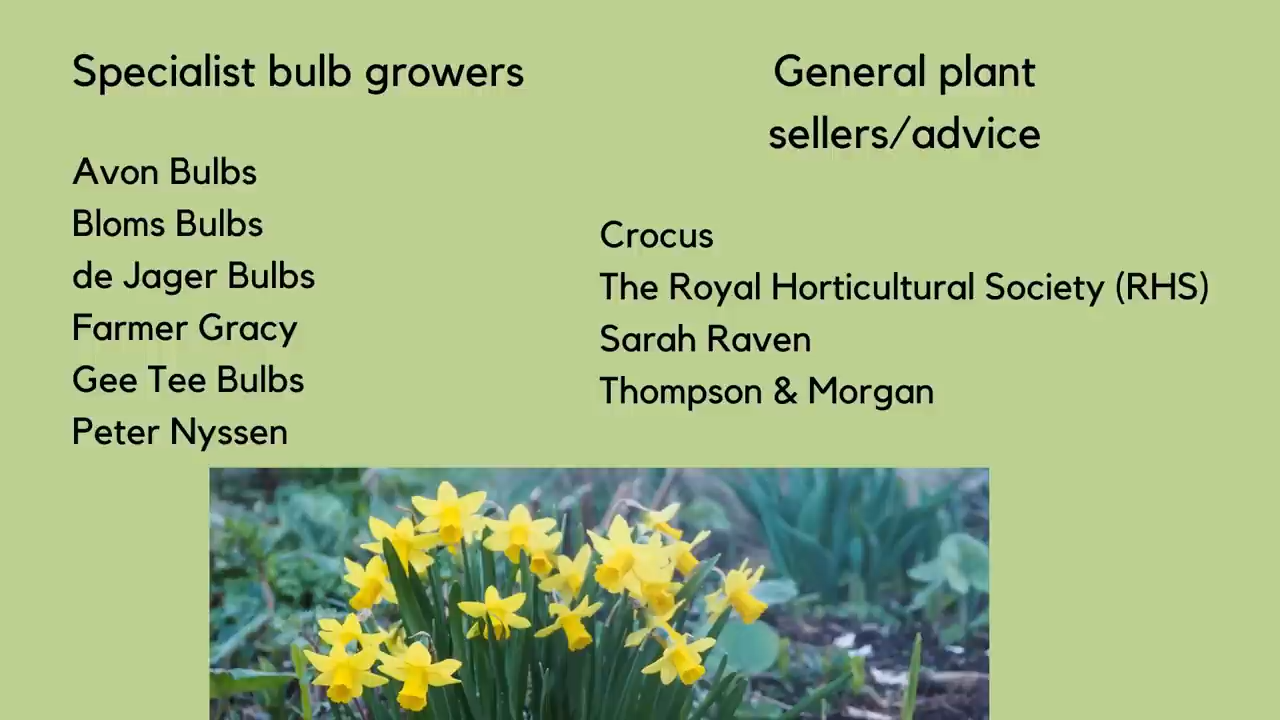 Specialist bulb growers
Avon Bulbs
Bloms Bulbs
de Jager Bulbs
Farmer Gracy
Gee Tee Bulbs
Peter Nyssen
General plant
sellers/advice
Crocus
The Royal Horticultural Society (RHS)
Sarah Raven
Thompson & Morgan